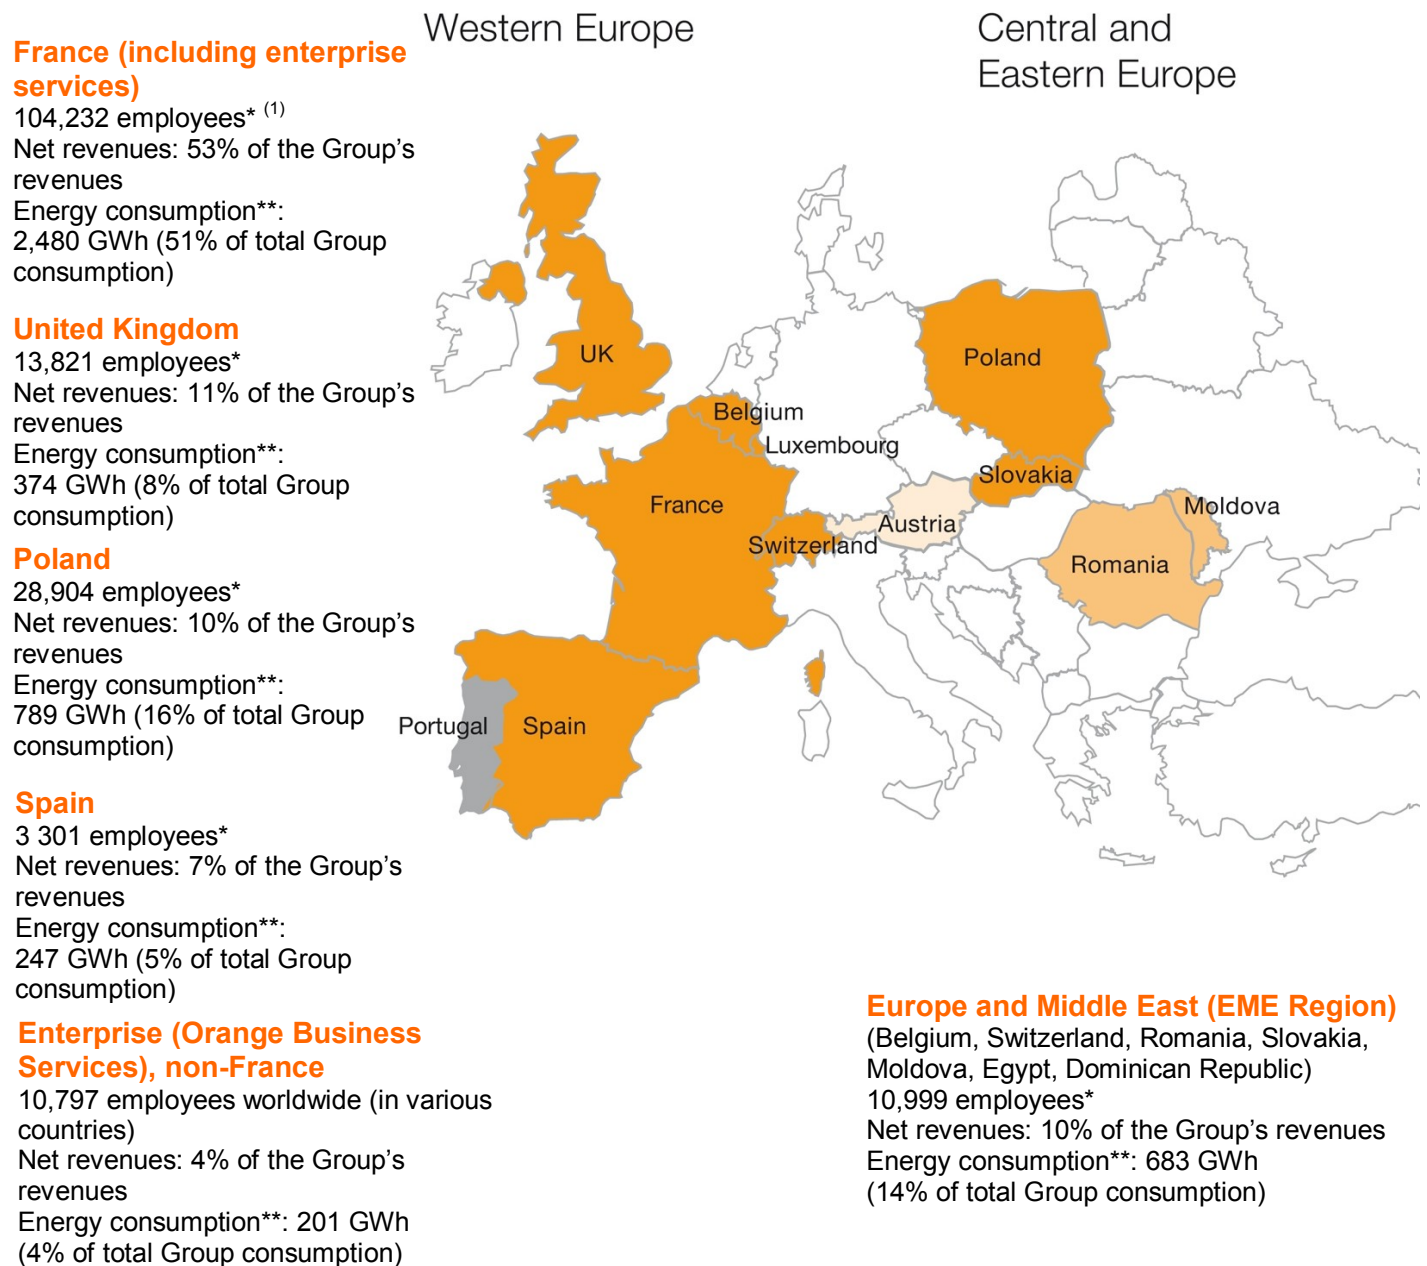 Western Europe
Central and
Eastern Europe
France (including enterprise
services)
104,232 employees* (1)
Net revenues: 53% of the Group's
revenues
Energy consumption**:
2,480 GWh (51% of total Group
consumption)
United Kingdom
13,821 employees*
Net revenues: 11% of the Group's
revenues
Energy consumption**:
374 GWh (8% of total Group
consumption)
Poland
28,904 employees*
Net revenues: 10% of the Group's
revenues
Energy consumption**:
789 GWh (16% of total Group
consumption)
Spain
3 301 employees*
Net revenues: 7% of the Group's
revenues
Energy consumption**:
247 GWh (5% of total Group
consumption)
Enterprise (Orange Business
Services), non-France
10,797 employees worldwide (in various
countries)
Net revenues: 4% of the Group's
revenues
Energy consumption**: 201 GWh
(4% of total Group consumption)
UK
Poland
Belgium
Luxembourg
Slovakia
France
Moldova
Austria
Switzerland
Romania
Portugal
Spain
Europe and Middle East (EME Region)
(Belgium, Switzerland, Romania, Slovakia,
Moldova, Egypt, Dominican Republic)
10,999 employees*
Net revenues: 10% of the Group's revenues
Energy consumption**: 683 GWh
(14% of total Group consumption)